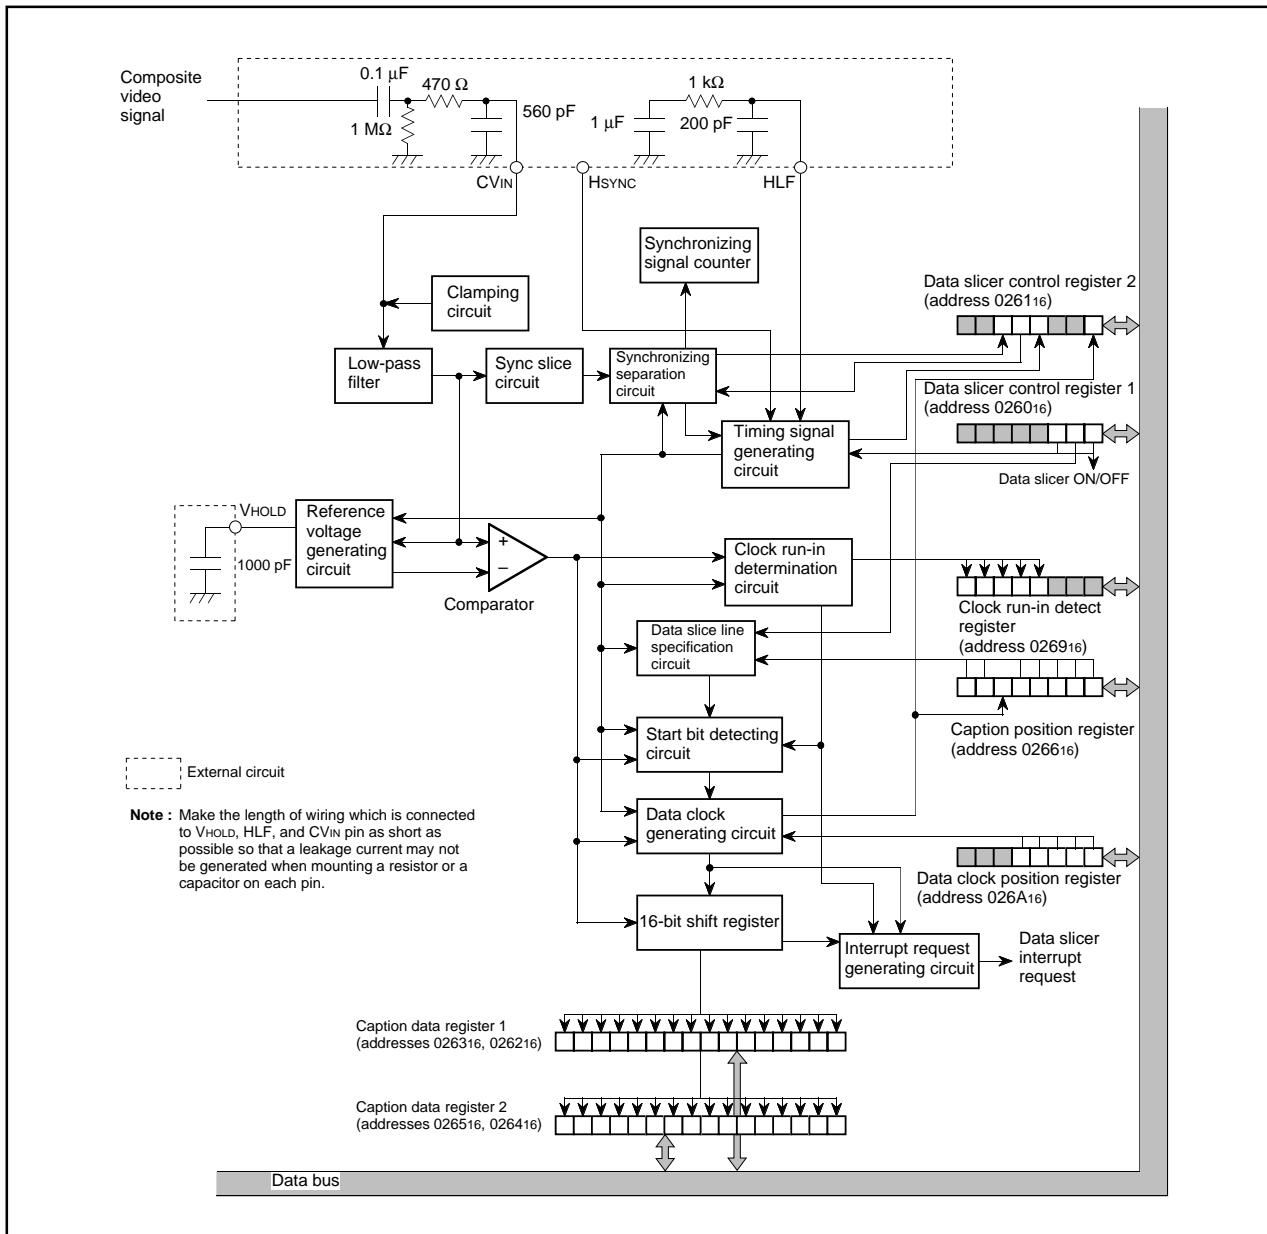 Composite
video
signal
0.1 µF
470 Ω
1 MΩ
560 pF
1 kΩ
1 µF
200 pF
CVIN
HSYNC
HLF
Synchronizing
signal counter
Clamping
circuit
Low-pass
filter
Sync slice
circuit
Synchronizing
separation
circuit
Timing signal
generating
circuit
Data slicer control register 2
(address 026116)
Data slicer control register 1
(address 026016)
Data slicer ON/OFF
VHOLD
1000 pF
Reference
voltage
generating
circuit
+
–
Comparator
Clock run-in
determination
circuit
Clock run-in detect
register
(address 026916)
Data slice line
specification
circuit
Caption position register
(address 026616)
Start bit detecting
circuit
External circuit
Note : Make the length of wiring which is connected
to VHOLD, HLF, and CVIN pin as short as
possible so that a leakage current may not
be generated when mounting a resistor or a
capacitor on each pin.
Data clock
generating circuit
Data clock position register
(address 026A16)
16-bit shift register
Interrupt request
generating circuit
Data slicer
interrupt
request
Caption data register 1
(addresses 026316, 026216)
Caption data register 2
(addresses 026516, 026416)
Data bus